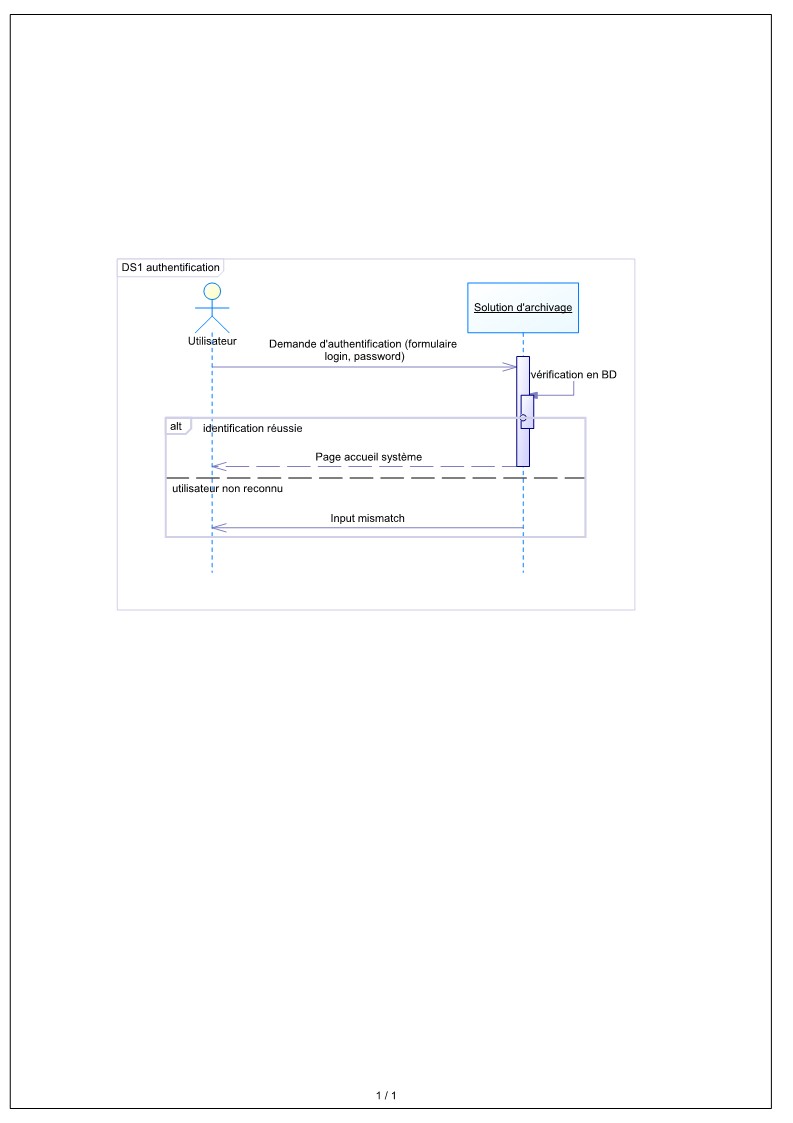 DS1 authentification
Solution d'archivage
Utilisateur
Demande d'authentification (formulaire
login, password)
vérification en BD
alt
identification réussie
Page accueil système
utilisateur non reconnu
Input mismatch
1 / 1